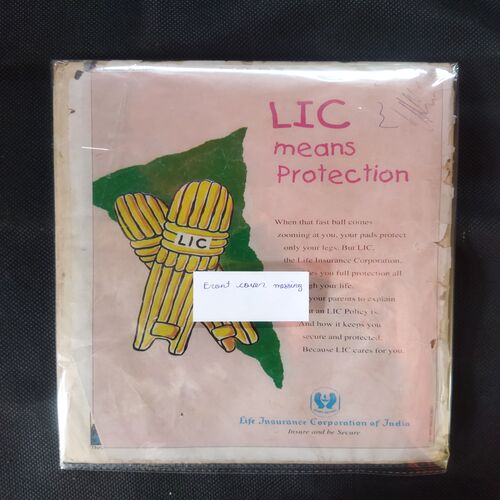 LIC
means
Protection
When that fast ball comes
zooming at you, your pads protect
only your legs. But LIC,
the Life Insurance Corporation,
you full protection all
your life.
your parents to explain
an LIC Policy is.
And how it keeps you
secure and protected.
Because LIC cares for you.
LIC
Front cover missing
Life Insurance Corporation of India
Insure and be Secure